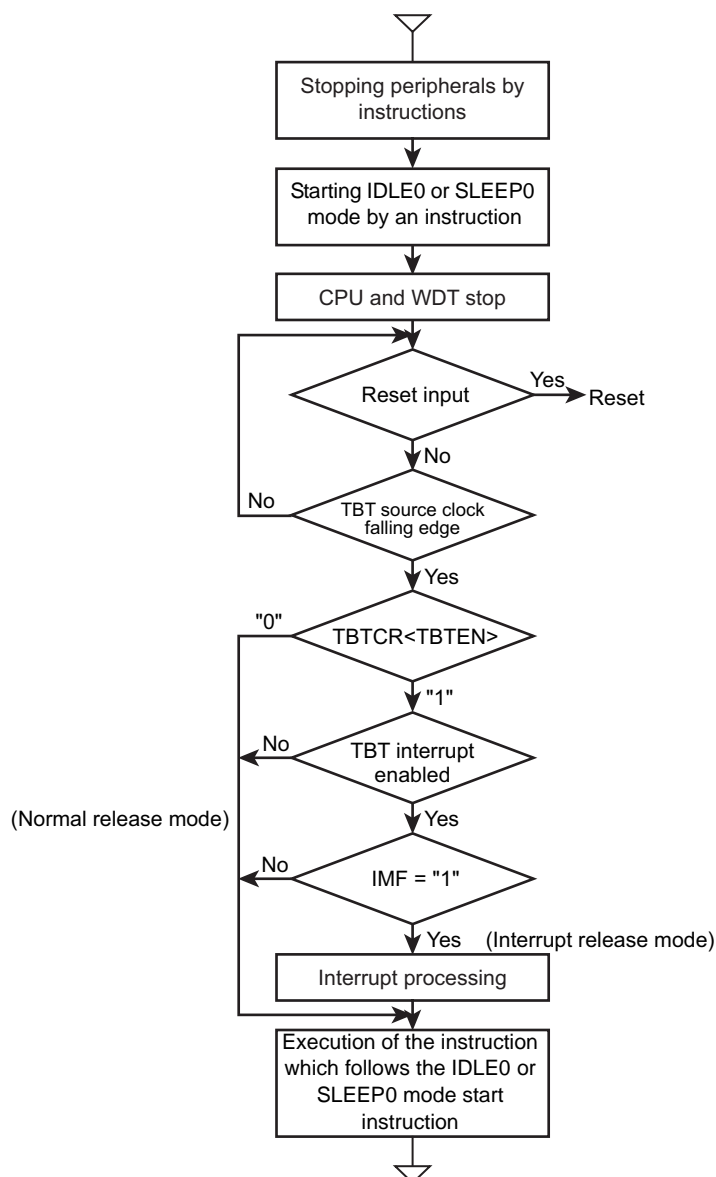 Stopping peripherals by
instructions
Starting IDLE0 or SLEEP0
mode by an instruction
CPU and WDT stop
Reset input
Yes
Reset
No
No
TBT source clock
falling edge
Yes
"0"
TBTCR<TBTEN>
"1"
No
TBT interrupt
enabled
(Normal release mode)
Yes
No
IMF = "1"
Yes
(Interrupt release mode)
Interrupt processing
Execution of the instruction
which follows the IDLE0 or
SLEEP0 mode start
instruction